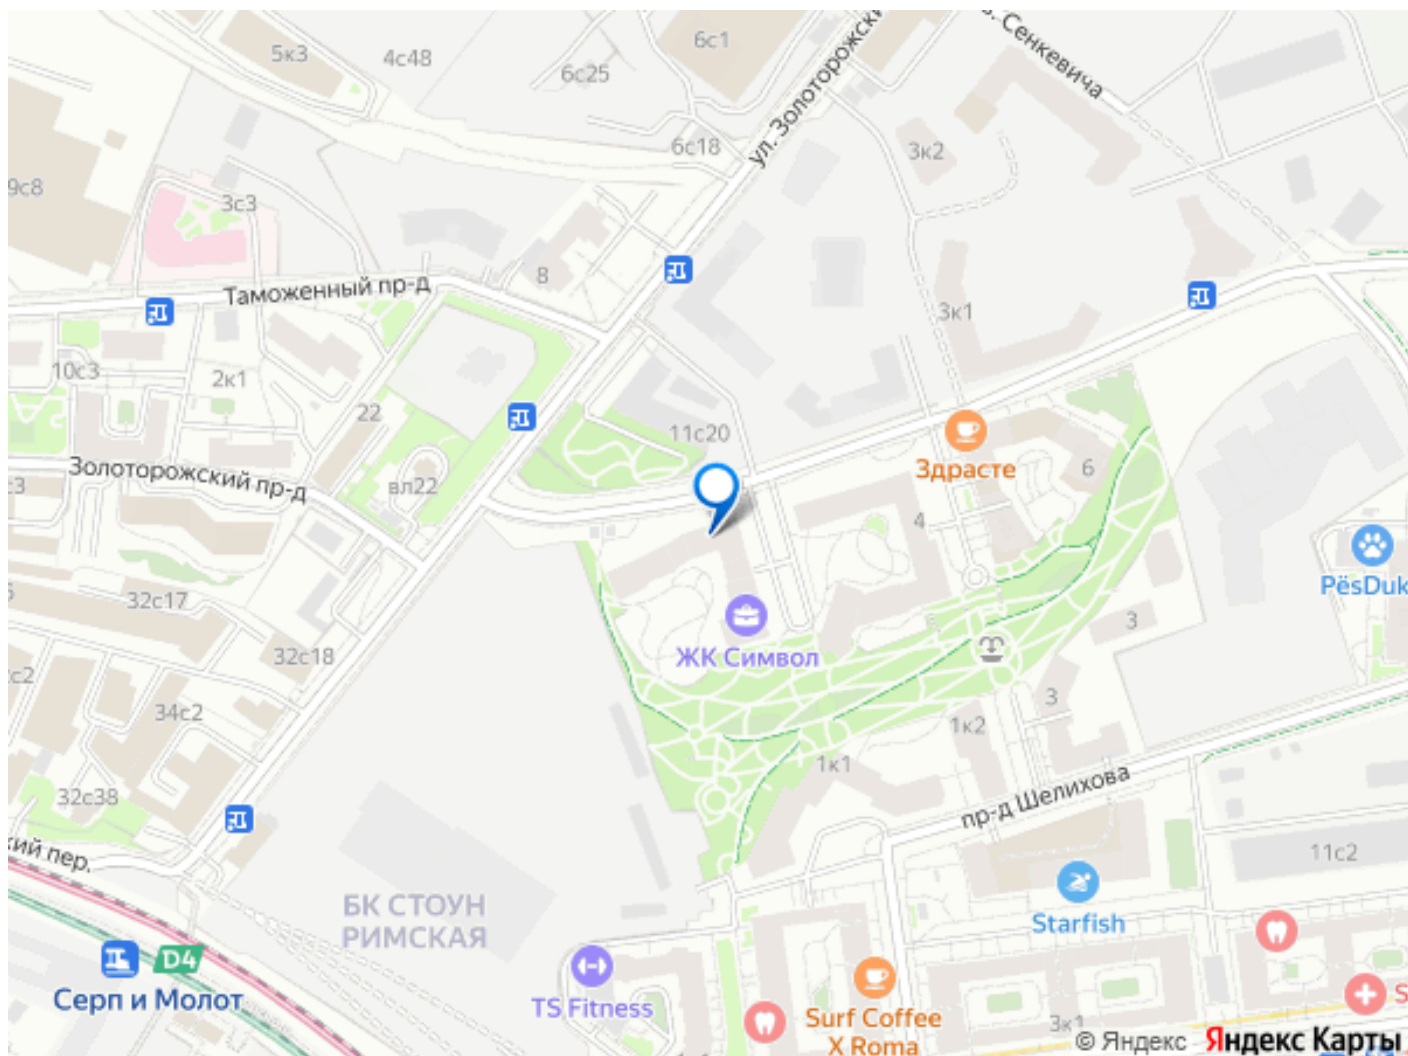 5к3
4с48
6с1
6с25
ул. Золоторожский
в. Сенкевича
6с18
3к2
9с8
3с3
8
Таможенный пр-д
3к1
10с3
2к1
22
11с20
Здрасте
6
Золоторожский пр-д
вл22
4
PёsDuk
32с17
3
ЖК Символ
32с18
3
34с2
1к2
1к1
пр-д Шелихова
32с38
кий пер.
11с2
БК СТОУН
РИМСКАЯ
Starfish
D4
Серп и Молот
TS Fitness
Surf Coffee
X Roma
3к1
S
© Яндекс Яндекс Карты